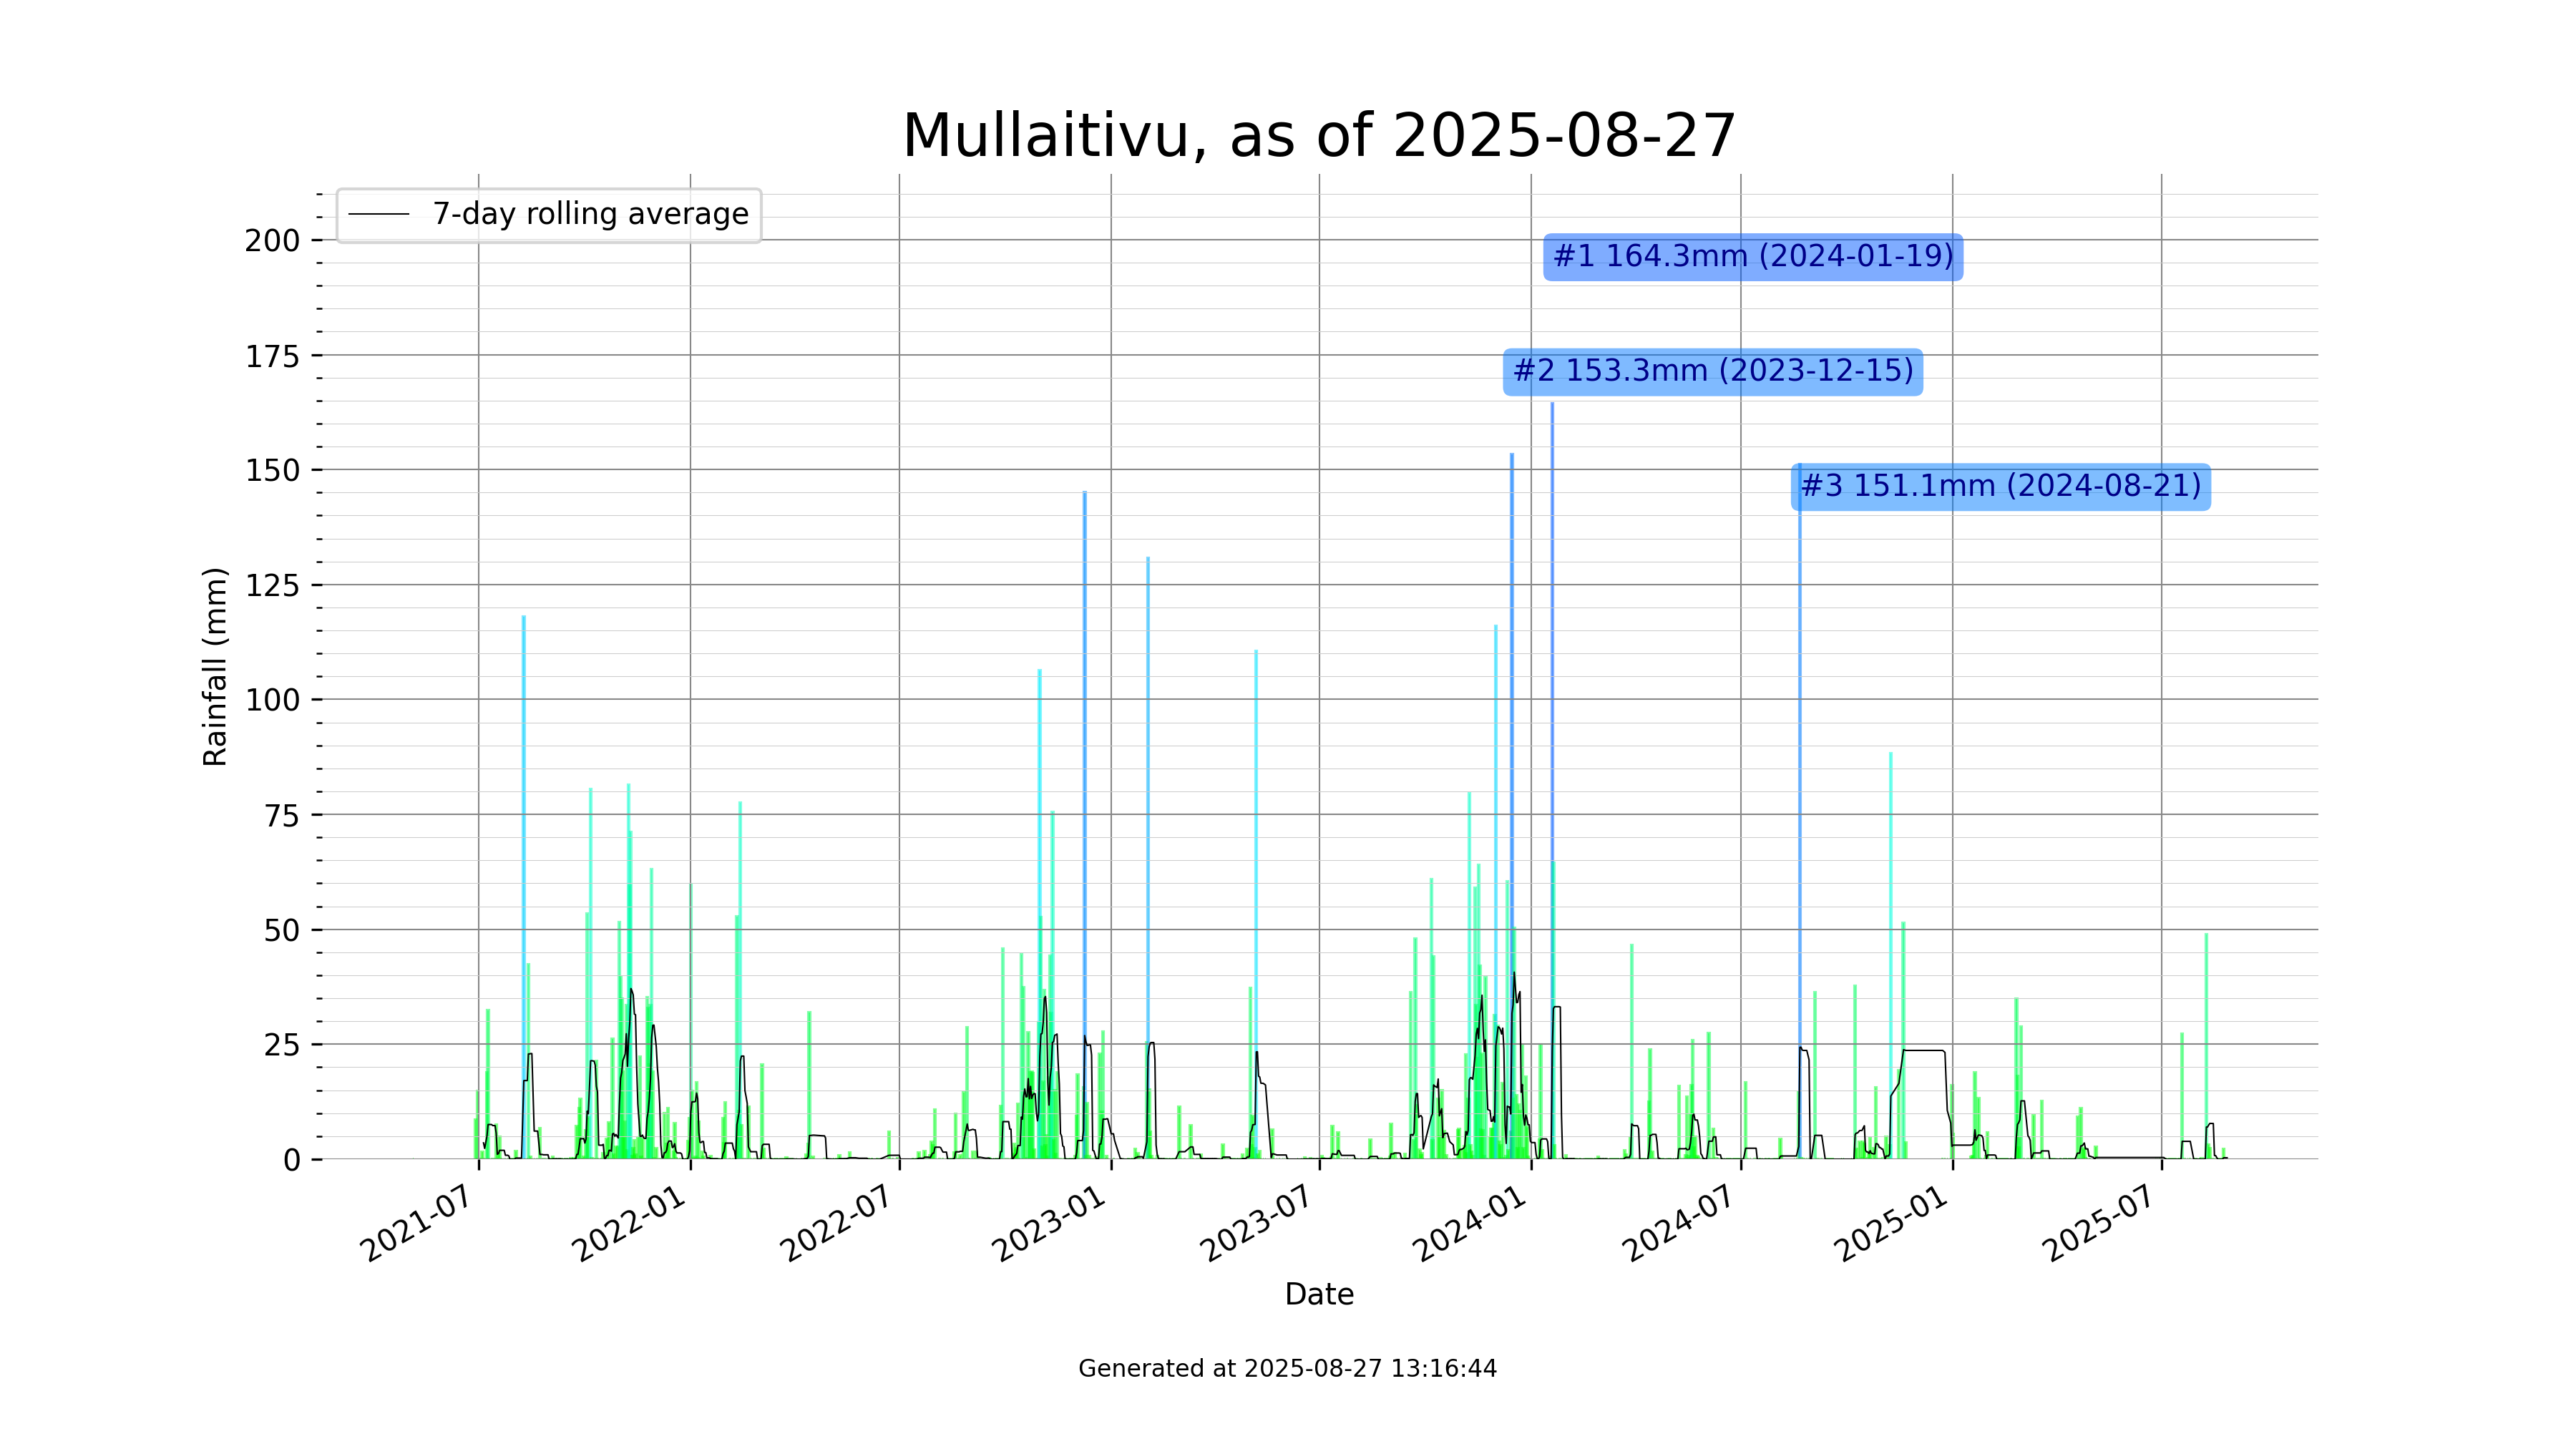 Mullaitivu, as of 2025-08-27
7-day rolling average
#1 164.3mm (2024-01-19)
#2 153.3mm (2023-12-15)
#3 151.1mm (2024-08-21)
Rainfall (mm)
200
175
150
125
100
75
50
25
0
2021-07
2022-01
2022-07
2023-01
2023-07
2024-01
2024-07
2025-01
2025-07
Date
Generated at 2025-08-27 13:16:44